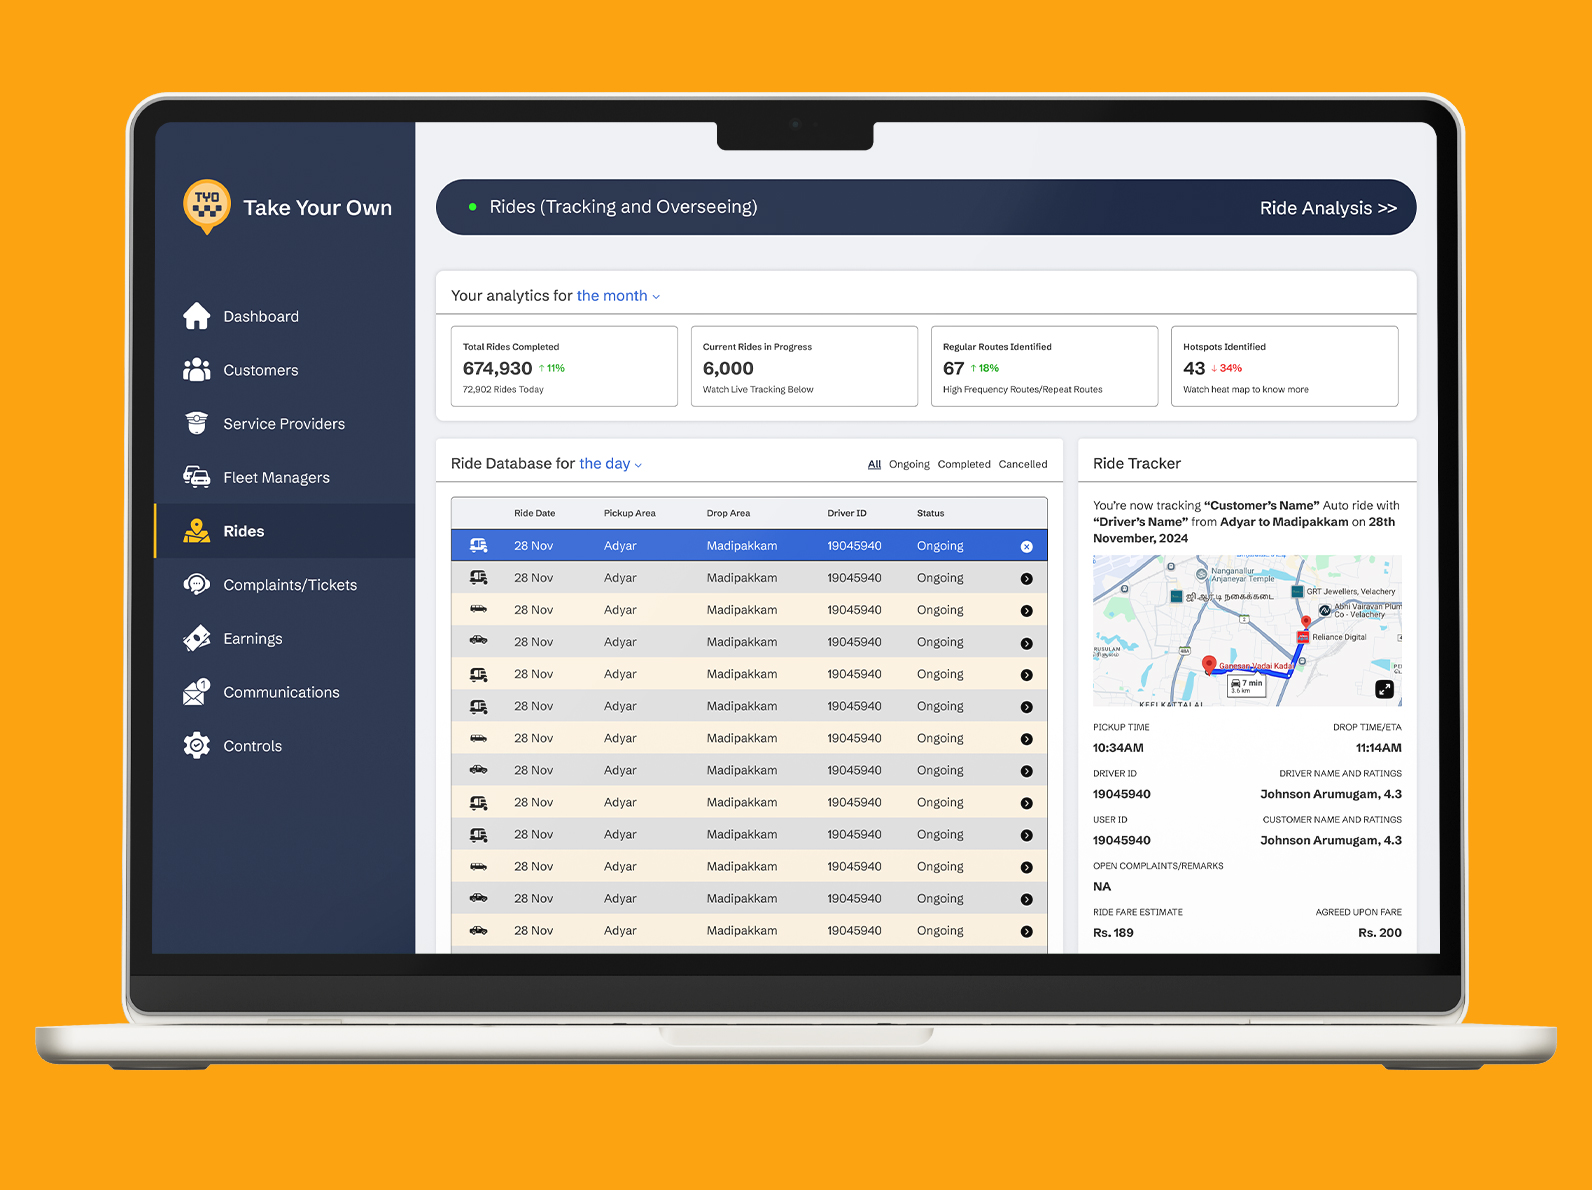 TYO
Take Your Own
Dashboard
Customers
Service Providers
Fleet Managers
Rides
Complaints/Tickets
Earnings
1
Communications
Controls
Rides (Tracking and Overseeing)
Ride Analysis >>
Your analytics for the month
Total Rides Completed
674,930 ↑ 11%
72,902 Rides Today
Current Rides in Progress
6,000
Watch Live Tracking Below
Regular Routes Identified
67 ↑ 18%
High Frequency Routes/Repeat Routes
Hotspots Identified
43 ↓ 34%
Watch heat map to know more
Ride Database for the day
All Ongoing Completed Cancelled
Ride Date Pickup Area Drop Area Driver ID Status
28 Nov Adyar Madipakkam 19045940 Ongoing
28 Nov Adyar Madipakkam 19045940 Ongoing
28 Nov Adyar Madipakkam 19045940 Ongoing
28 Nov Adyar Madipakkam 19045940 Ongoing
28 Nov Adyar Madipakkam 19045940 Ongoing
28 Nov Adyar Madipakkam 19045940 Ongoing
28 Nov Adyar Madipakkam 19045940 Ongoing
28 Nov Adyar Madipakkam 19045940 Ongoing
28 Nov Adyar Madipakkam 19045940 Ongoing
28 Nov Adyar Madipakkam 19045940 Ongoing
28 Nov Adyar Madipakkam 19045940 Ongoing
28 Nov Adyar Madipakkam 19045940 Ongoing
28 Nov Adyar Madipakkam 19045940 Ongoing
Ride Tracker
You're now tracking “Customer's Name” Auto ride with
“Driver's Name” from Adyar to Madipakkam on 28th
November, 2024
Nanganallur
Anjaneyar Temple
ஜி.ஆர்.டி நகைக்கடை
GRT Jewellers, Velachery
Abhi Vairavan Plum
Co - Velachery
Reliance Digital
RUSULAN
48A
Ganesan Vadai Kadai
7 min
3.6 km
KEELKATTALAI
PICKUP TIME
DROP TIME/ETA
10:34AM
11:14AM
DRIVER ID
DRIVER NAME AND RATINGS
19045940
Johnson Arumugam, 4.3
USER ID
CUSTOMER NAME AND RATINGS
19045940
Johnson Arumugam, 4.3
OPEN COMPLAINTS/REMARKS
NA
RIDE FARE ESTIMATE
AGREED UPON FARE
Rs. 189
Rs. 200